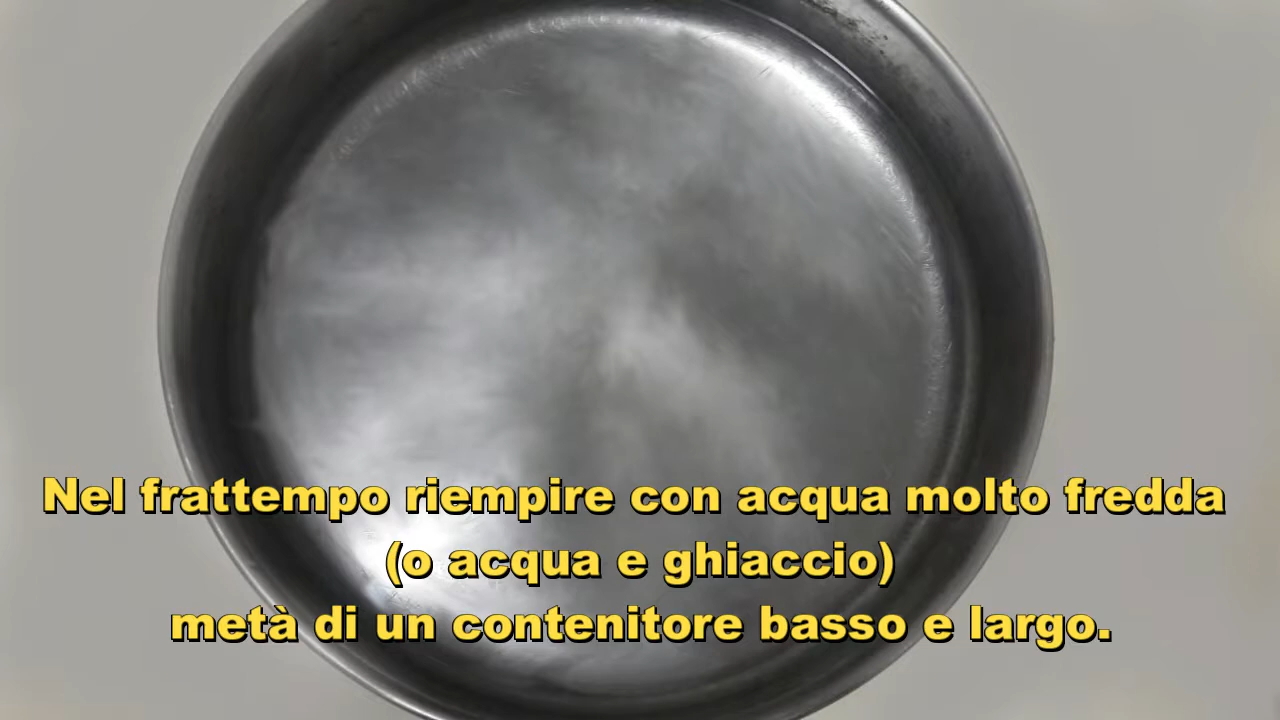 Nel frattempo riempire con acqua molto fredda
(o acqua e ghiaccio)
metà di un contenitore basso e largo.